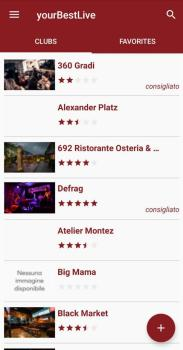 yourBestLive
CLUBS
FAVORITES
360 Gradi
consigliato
Alexander Platz
692 Ristorante Osteria & ...
Defrag
consigliato
Atelier Montez
Nessuna
immagine
disponibile
Big Mama
Black Market